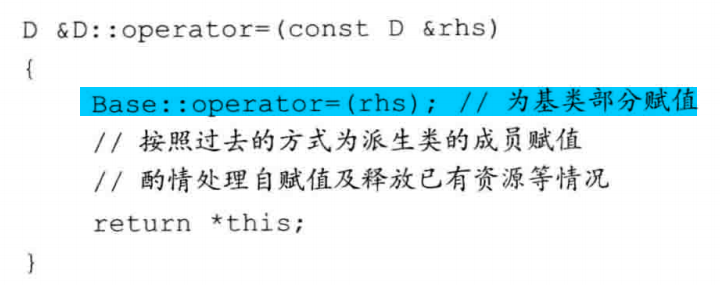 D &D::operator=(const D &rhs)
{
Base::operator=(rhs); // 为基类部分赋值
// 按照过去的方式为派生类的成员赋值
// 酌情处理自赋值及释放已有资源等情况
return *this;
}